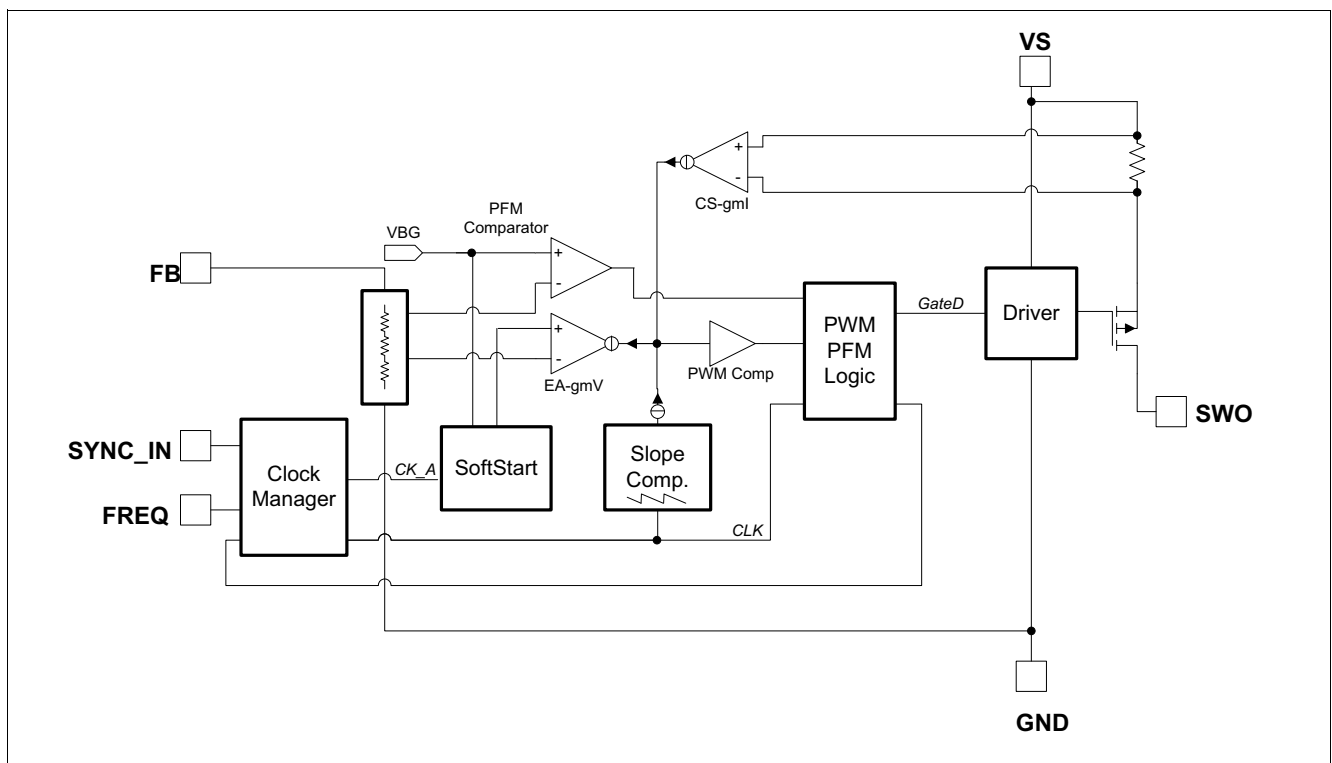 VS
+
-
CS-gmI
PFM
Comparator
VBG
+
-
FB
+
-
EA-gmV
PWM Comp
PWM
PFM
Logic
GateD
Driver
SWO
SYNC_IN
FREQ
Clock
Manager
CK_A
SoftStart
Slope
Comp.
CLK
GND